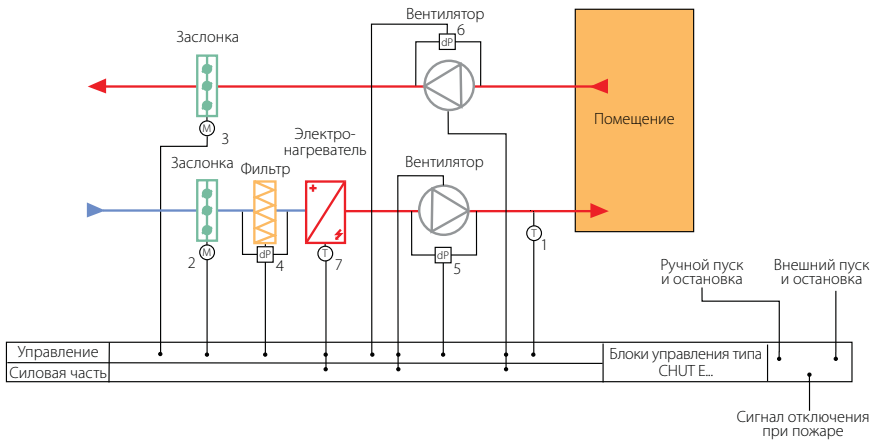 Вентилятор
6
Заслонка
dP
Помещение
M
3
Электро-
нагреватель
Заслонка
Фильтр
Вентилятор
M
2
dP
4
T
7
dP
5
T
1
Ручной пуск
и остановка
Внешний пуск
и остановка
Управление
Силовая часть
Блоки управления типа
CHUT E...
Сигнал отключения
при пожаре